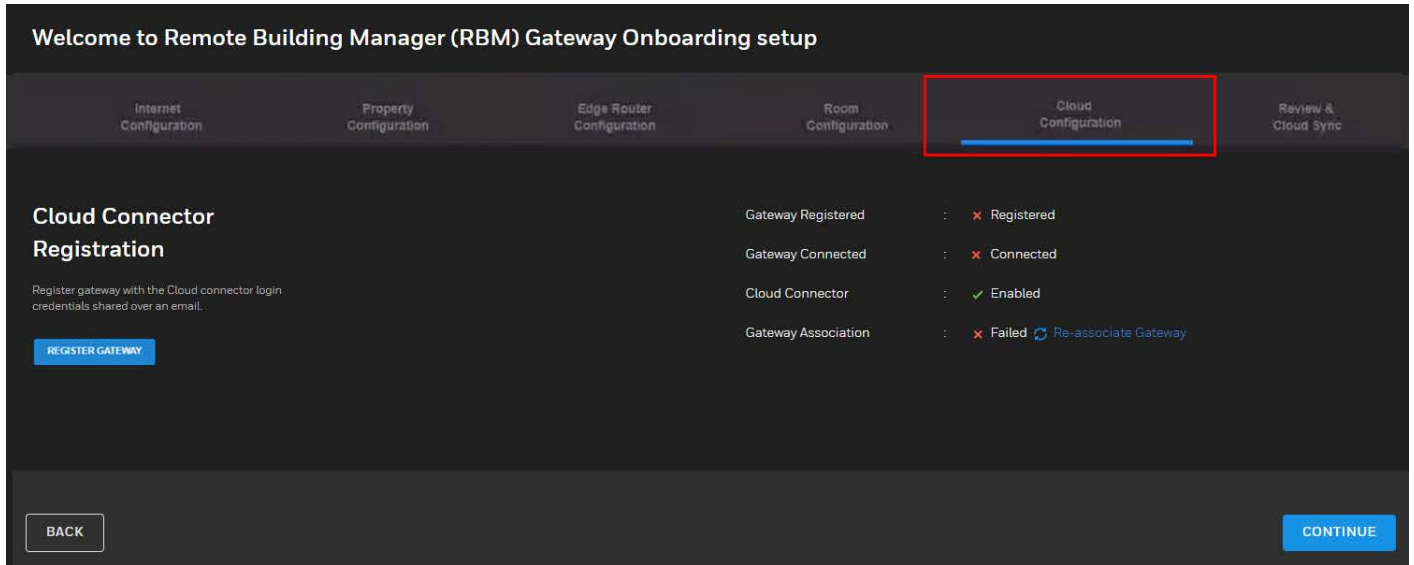 Welcome to Remote Building Manager (RBM) Gateway Onboarding setup
Internet
Configuration
Property
Configuration
Edge Router
Configuration
Room
Configuration
Cloud
Configuration
Review &
Cloud Sync
Cloud Connector
Registration
Register gateway with the Cloud connector login
credentials shared over an email.
REGISTER GATEWAY
Gateway Registered : Registered
Gateway Connected : Connected
Cloud Connector : Enabled
Gateway Association : Failed Re-associate Gateway
BACK
CONTINUE